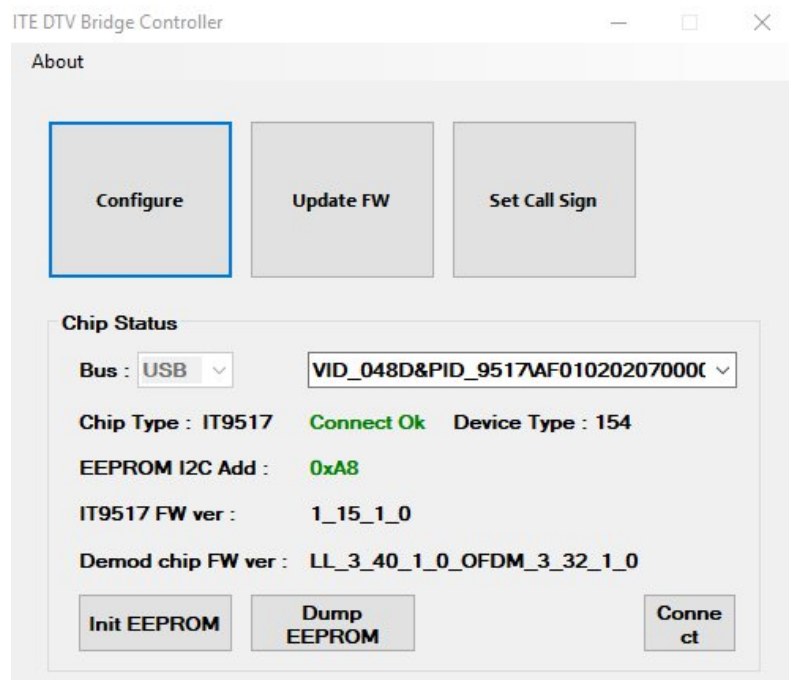 ITE DTV Bridge Controller
About
Configure Update FW Set Call Sign
Chip Status
Bus : USB VID_048D&PID_9517\AF01020207000
Chip Type : IT9517 Connect Ok Device Type : 154
EEPROM I2C Add : 0xA8
IT9517 FW ver : 1_15_1_0
Demod chip FW ver : LL_3_40_1_0_OFDM_3_32_1_0
Init EEPROM
Dump
EEPROM
Conne
ct